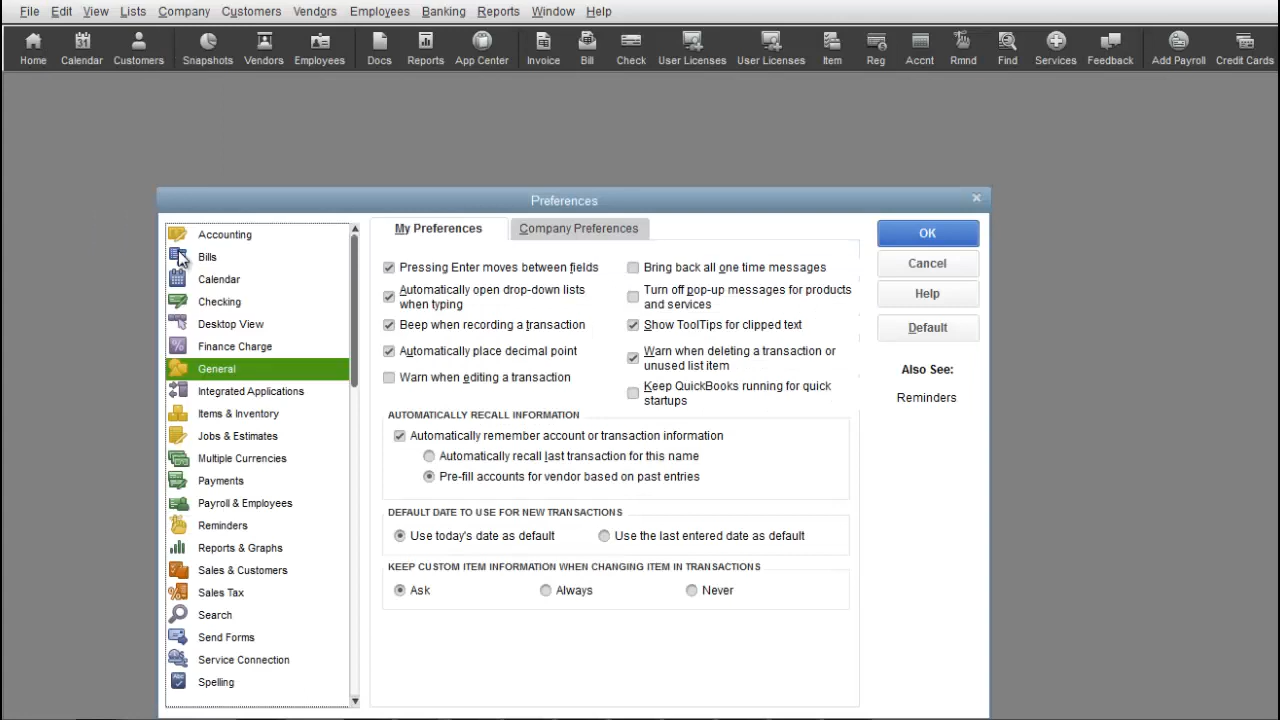 File Edit View Lists Company Customers Vendors Employees Banking Reports Window Help
31
Home Calendar Customers Snapshots Vendors Employees Docs Reports App Center Invoice Bill Check User Licenses User Licenses Item Reg Accnt Rmnd Find Services Feedback Add Payroll Credit Cards
Preferences
Accounting
Bills
Calendar
Checking
Desktop View
Finance Charge
General
Integrated Applications
Items & Inventory
Jobs & Estimates
Multiple Currencies
Payments
Payroll & Employees
Reminders
Reports & Graphs
Sales & Customers
Sales Tax
Search
Send Forms
Service Connection
Abc
Spelling
My Preferences Company Preferences
Pressing Enter moves between fields
Automatically open drop-down lists
when typing
Beep when recording a transaction
Automatically place decimal point
Warn when editing a transaction
Bring back all one time messages
Turn off pop-up messages for products
and services
Show ToolTips for clipped text
Warn when deleting a transaction or
unused list item
Keep QuickBooks running for quick
startups
AUTOMATICALLY RECALL INFORMATION
Automatically remember account or transaction information
Automatically recall last transaction for this name
Pre-fill accounts for vendor based on past entries
DEFAULT DATE TO USE FOR NEW TRANSACTIONS
Use today's date as default Use the last entered date as default
KEEP CUSTOM ITEM INFORMATION WHEN CHANGING ITEM IN TRANSACTIONS
Ask Always Never
OK
Cancel
Help
Default
Also See:
Reminders